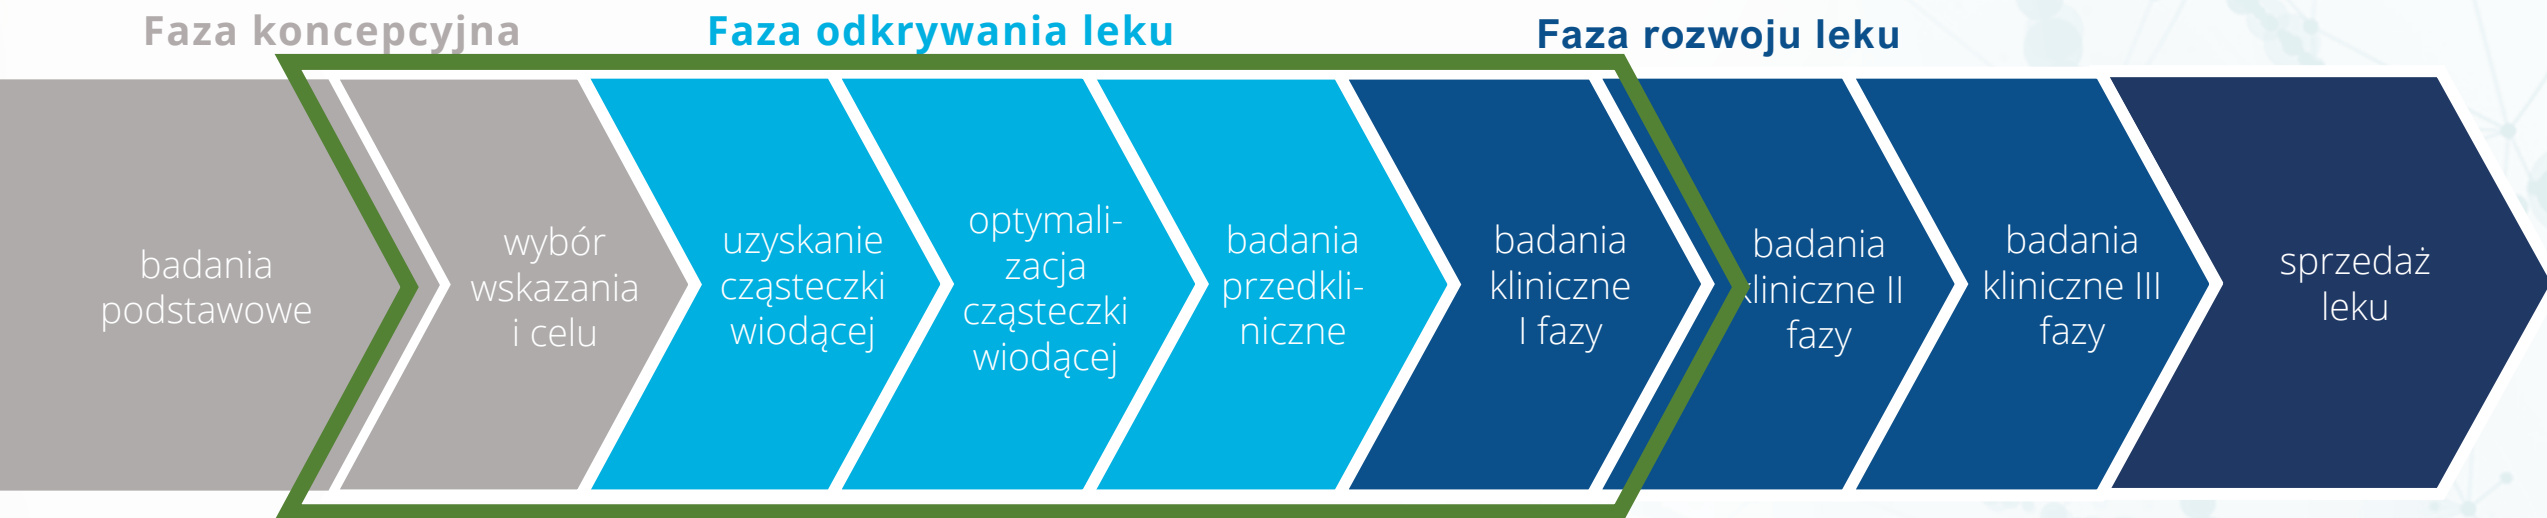 Faza koncepcyjna
Faza odkrywania leku
Faza rozwoju leku
badania
podstawowe
wybór
wskazania
i celu
uzyskanie
cząsteczki
wiodącej
optymali-
zacja
cząsteczki
wiodącej
badania
przedkli-
niczne
badania
kliniczne
I fazy
badania
kliniczne II
fazy
badania
kliniczne III
fazy
sprzedaż
leku